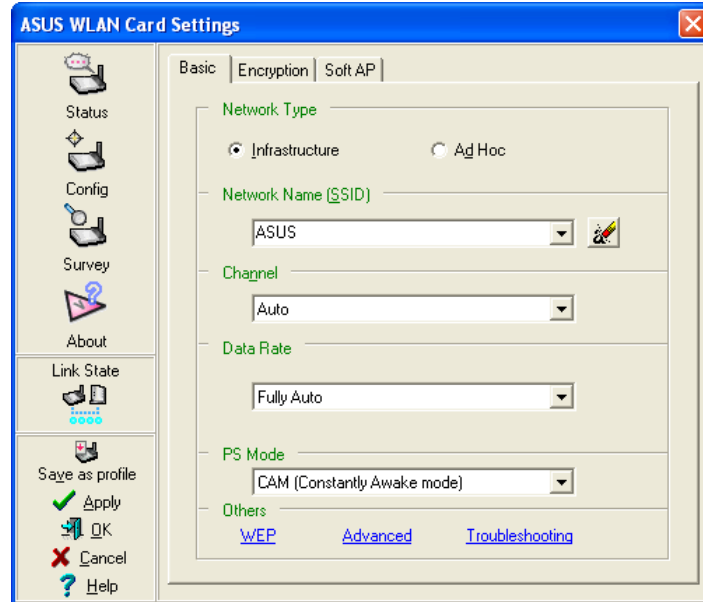 ASUS WLAN Card Settings
Status
Config
Survey
About
Link State
Save as profile
Apply
OK
Cancel
Help
Basic Encryption Soft AP
Network Type
Infrastructure Ad Hoc
Network Name (SSID)
ASUS
Channel
Auto
Data Rate
Fully Auto
PS Mode
CAM (Constantly Awake mode)
Others
WEP Advanced Troubleshooting